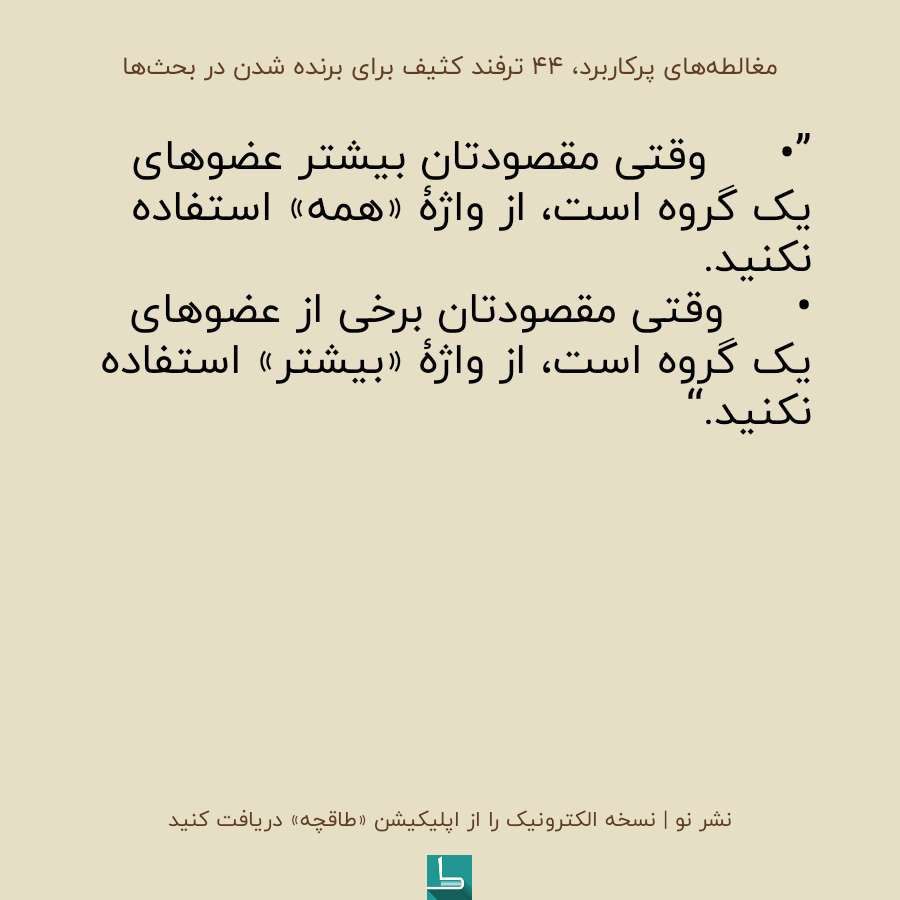 مغالطه‌های پرکاربرد، ۴۴ ترفند کثیف برای برنده شدن در بحث‌ها
”• وقتی مقصودتان بیشتر عضوهای
یک گروه است، از واژهٔ «همه» استفاده
نکنید.
• وقتی مقصودتان برخی از عضوهای
یک گروه است، از واژهٔ «بیشتر» استفاده
نکنید.“
نشر نو | نسخه الکترونیک را از اپلیکیشن «طاقچه» دریافت کنید